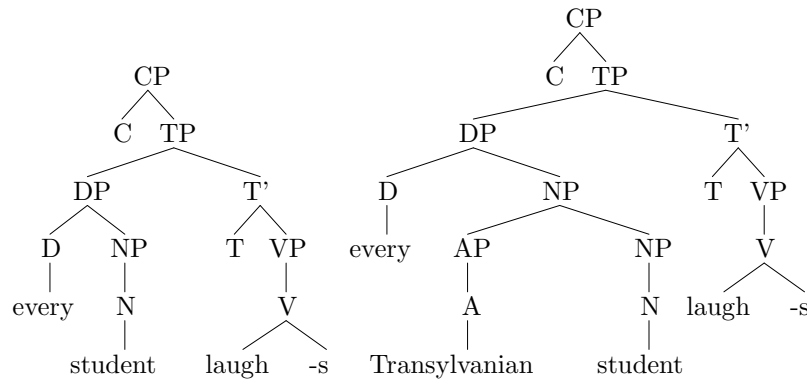 CP
C TP
DP T'
D NP T VP
every N V
student laugh -s
CP
C TP
DP T'
D NP T VP
every AP NP V
A N laugh -s
Transylvanian student